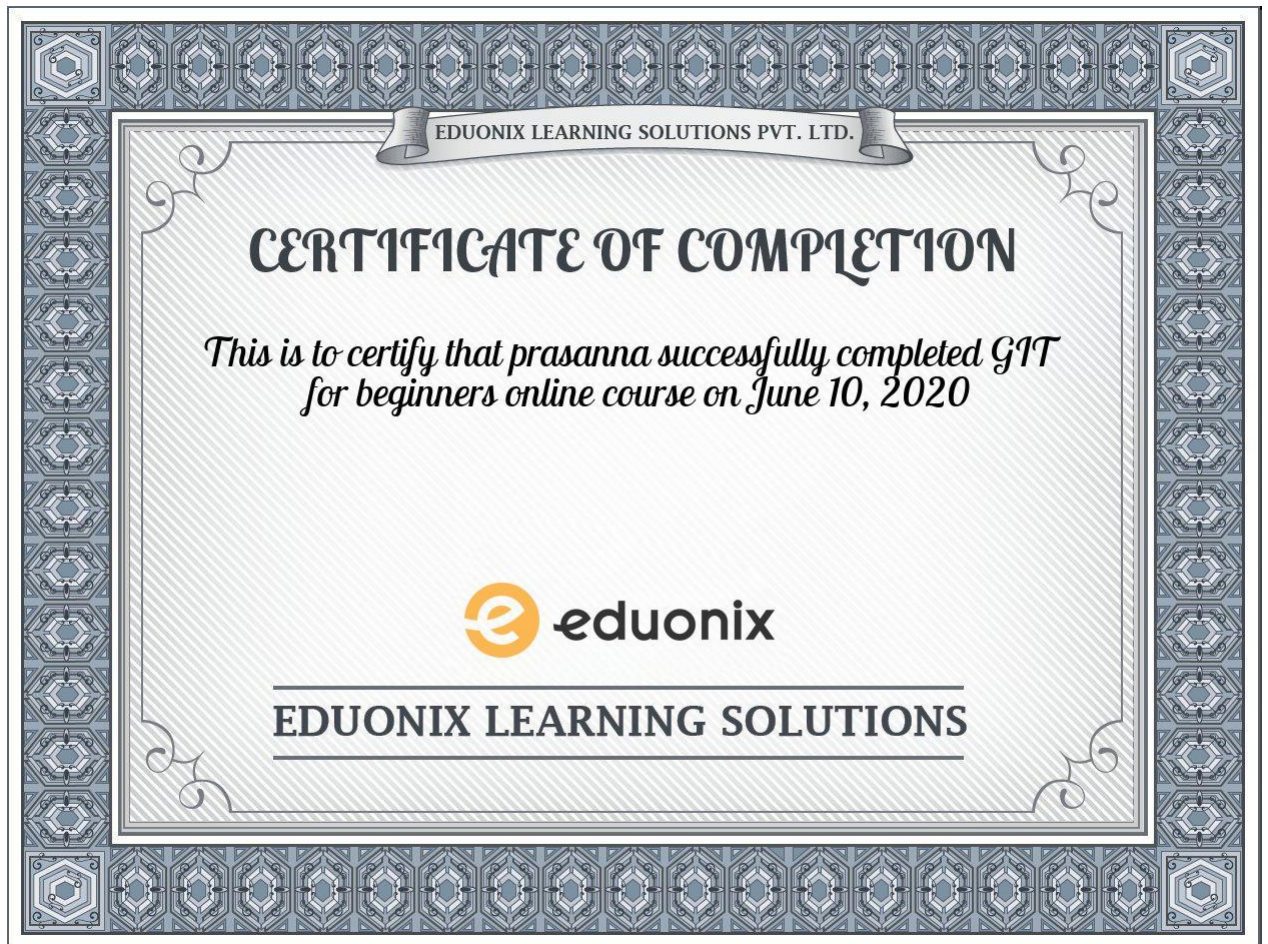 EDUONIX LEARNING SOLUTIONS PVT. LTD.
CERTIFICATE OF COMPLETION
This is to certify that prasanna successfully completed GIT
for beginners online course on June 10, 2020
eduonix
EDUONIX LEARNING SOLUTIONS